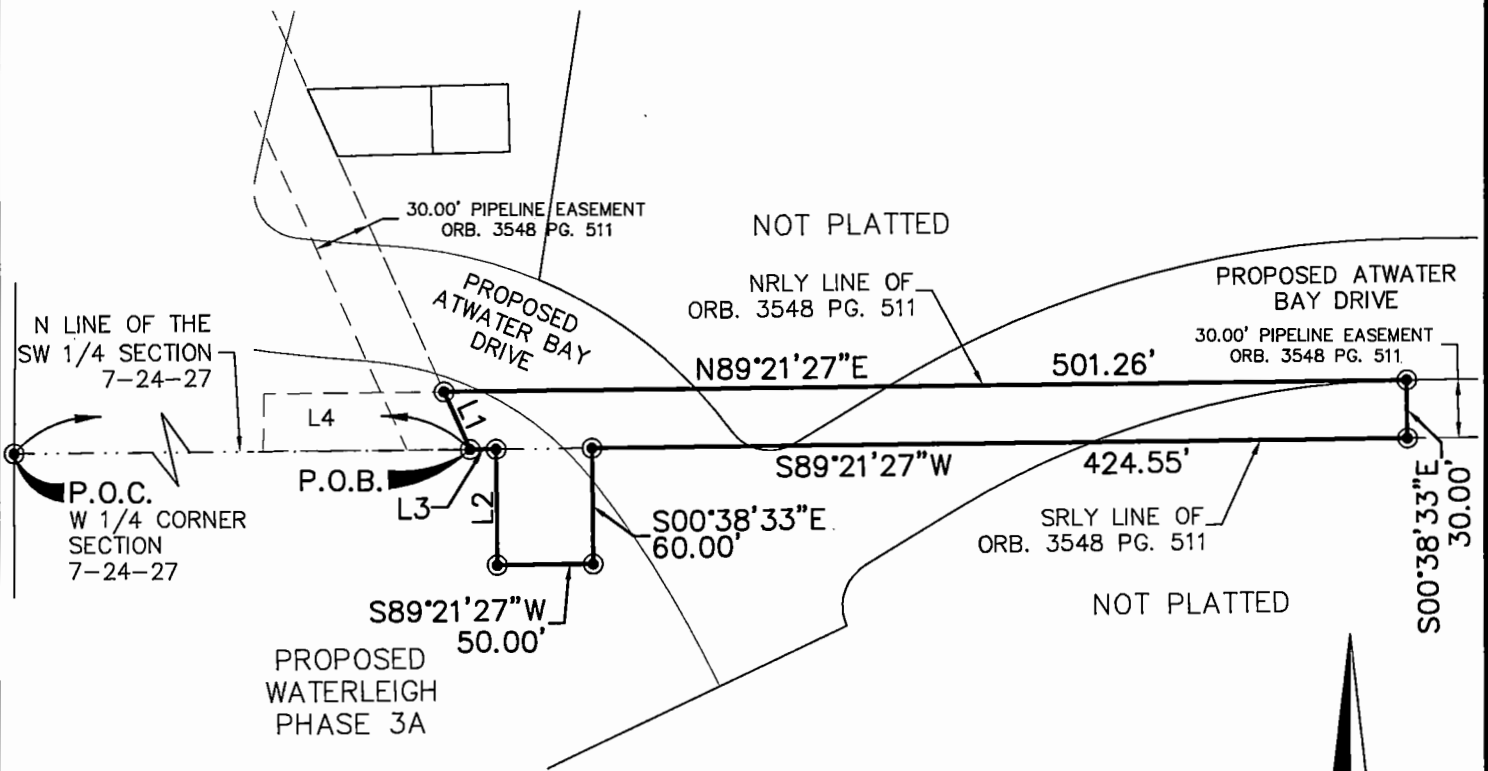 30.00' PIPELINE EASEMENT
ORB. 3548 PG. 511
NOT PLATTED
NRLY LINE OF
ORB. 3548 PG. 511
PROPOSED
ATWATER BAY
DRIVE
PROPOSED ATWATER
BAY DRIVE
30.00' PIPELINE EASEMENT
ORB. 3548 PG. 511
N LINE OF THE
SW 1/4 SECTION
7-24-27
N89°21'27"E
501.26'
L1
L4
P.O.B.
L3
L2
S89°21'27"W
424.55'
P.O.C.
W 1/4 CORNER
SECTION
7-24-27
S00°38'33"E
60.00'
SRLY LINE OF
ORB. 3548 PG. 511
S00°38'33"E
30.00'
S89°21'27"W
50.00'
NOT PLATTED
PROPOSED
WATERLEIGH
PHASE 3A